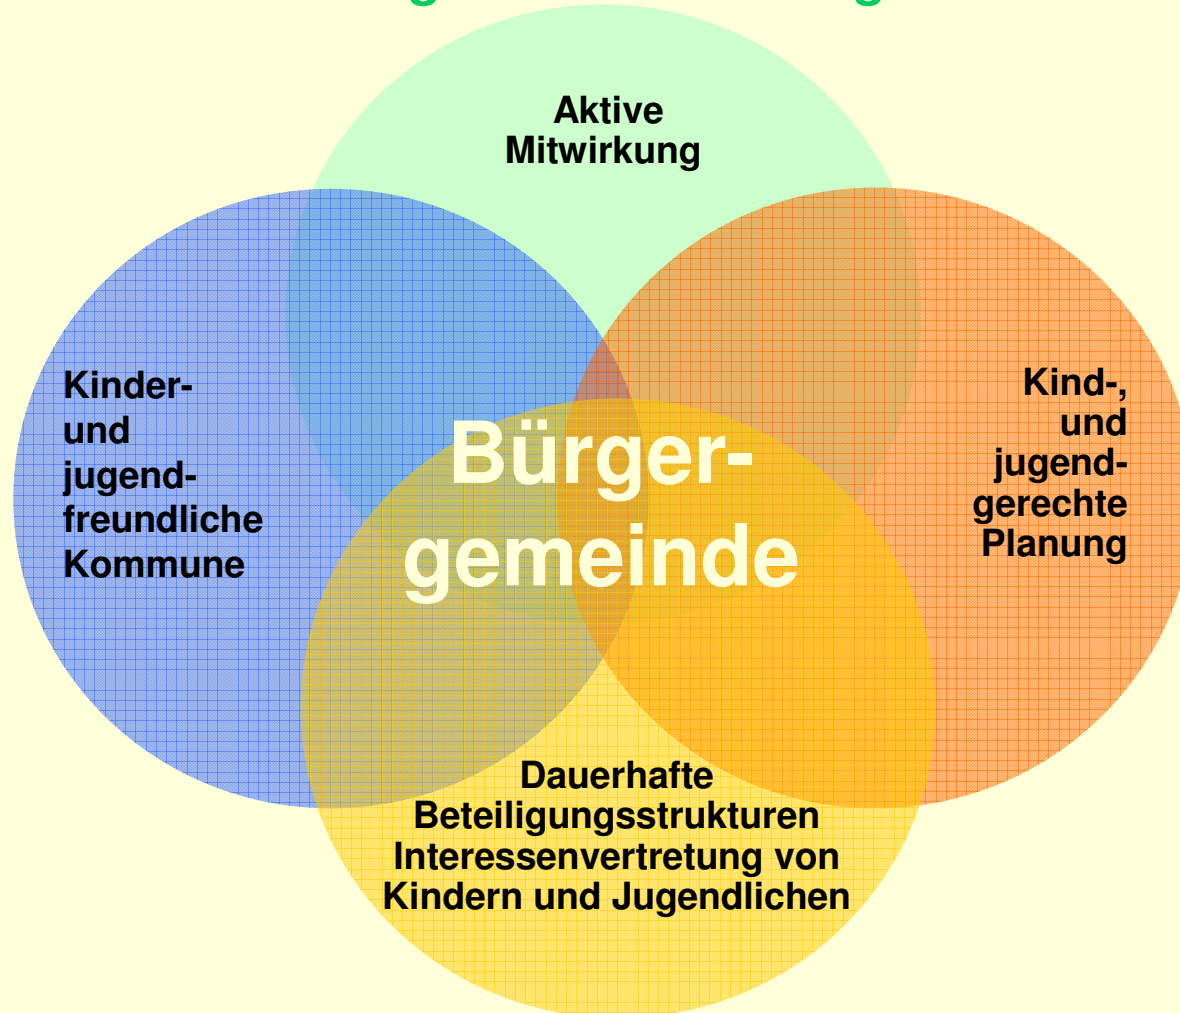 Aktive
Mitwirkung
Kinder-
und
jugend-
freundliche
Kommune
Bürger-
gemeinde
Kind-,
und
jugend-
gerechte
Planung
Dauerhafte
Beteiligungsstrukturen
Interessenvertretung von
Kindern und Jugendlichen